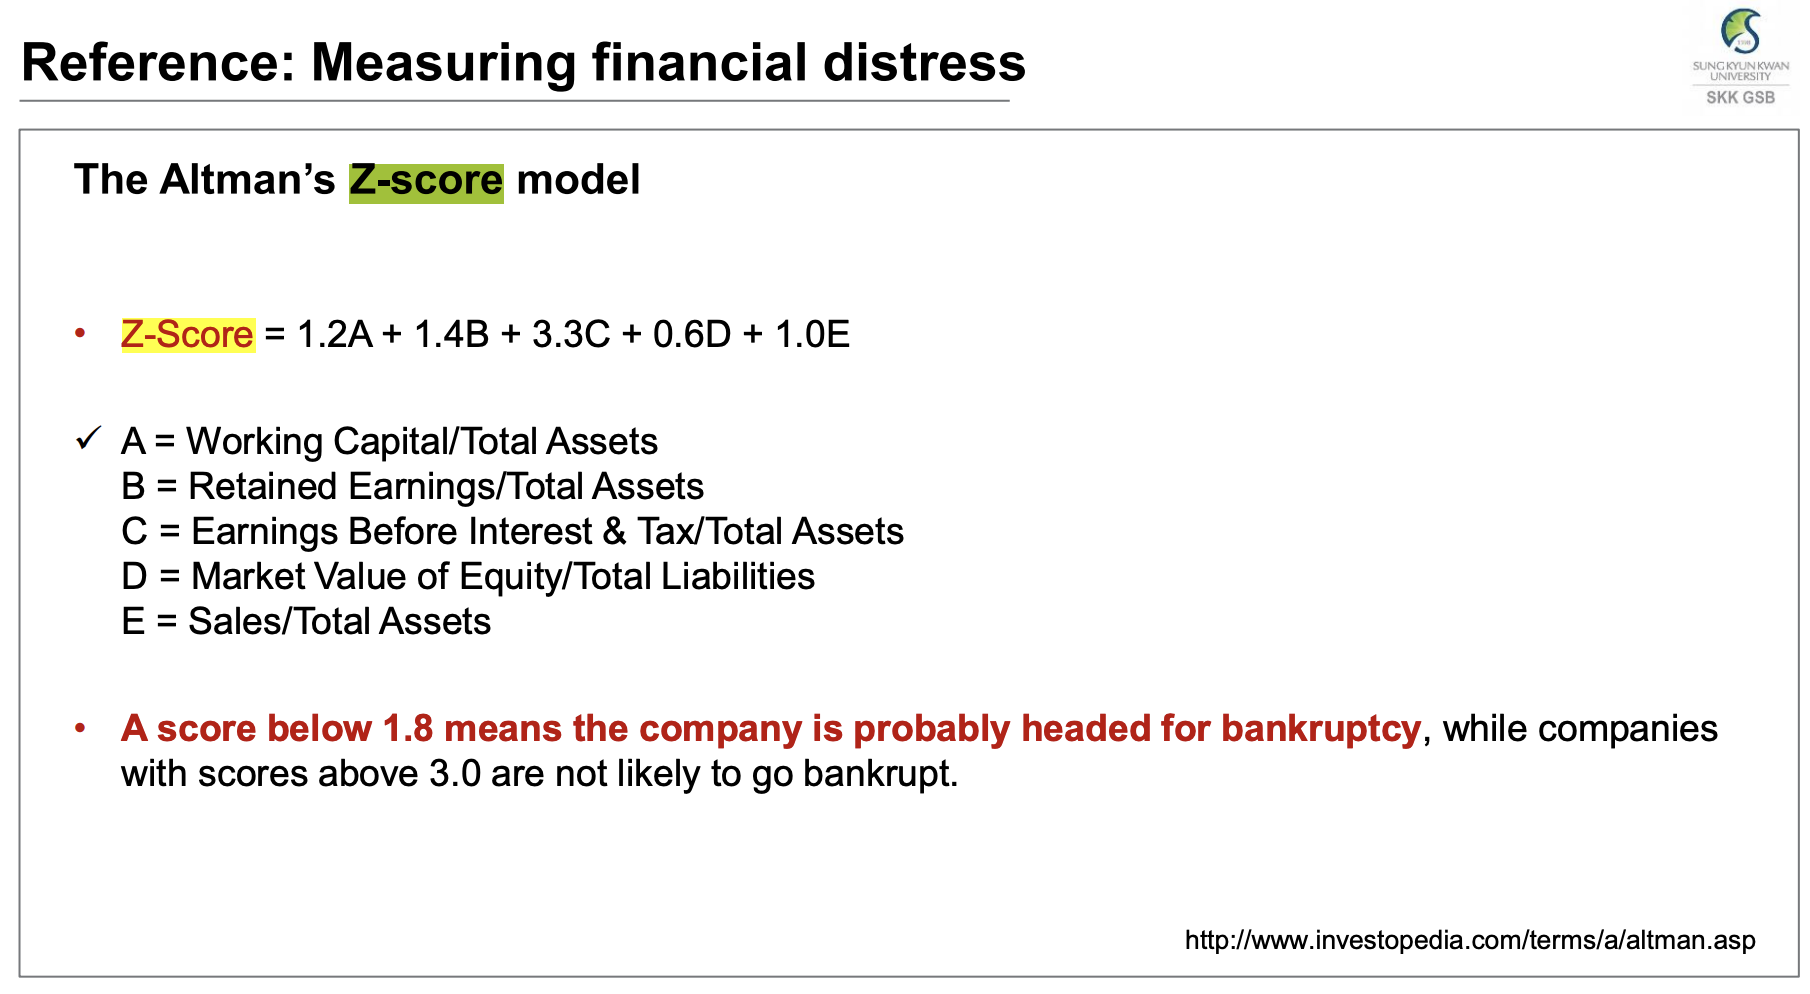 Reference: Measuring financial distress
SUNG KYUN KWAN
UNIVERSITY
SKK GSB
The Altman’s Z-score model
• Z-Score = 1.2A + 1.4B + 3.3C + 0.6D + 1.0E
✓ A = Working Capital/Total Assets
B = Retained Earnings/Total Assets
C = Earnings Before Interest & Tax/Total Assets
D = Market Value of Equity/Total Liabilities
E = Sales/Total Assets
• A score below 1.8 means the company is probably headed for bankruptcy, while companies
with scores above 3.0 are not likely to go bankrupt.
http://www.investopedia.com/terms/a/altman.asp